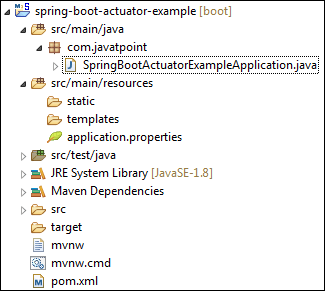 spring-boot-actuator-example [boot]
src/main/java
com.javatpoint
SpringBootActuatorExampleApplication.java
src/main/resources
static
templates
application.properties
src/test/java
JRE System Library [JavaSE-1.8]
Maven Dependencies
src
target
mvnw
mvnw.cmd
pom.xml